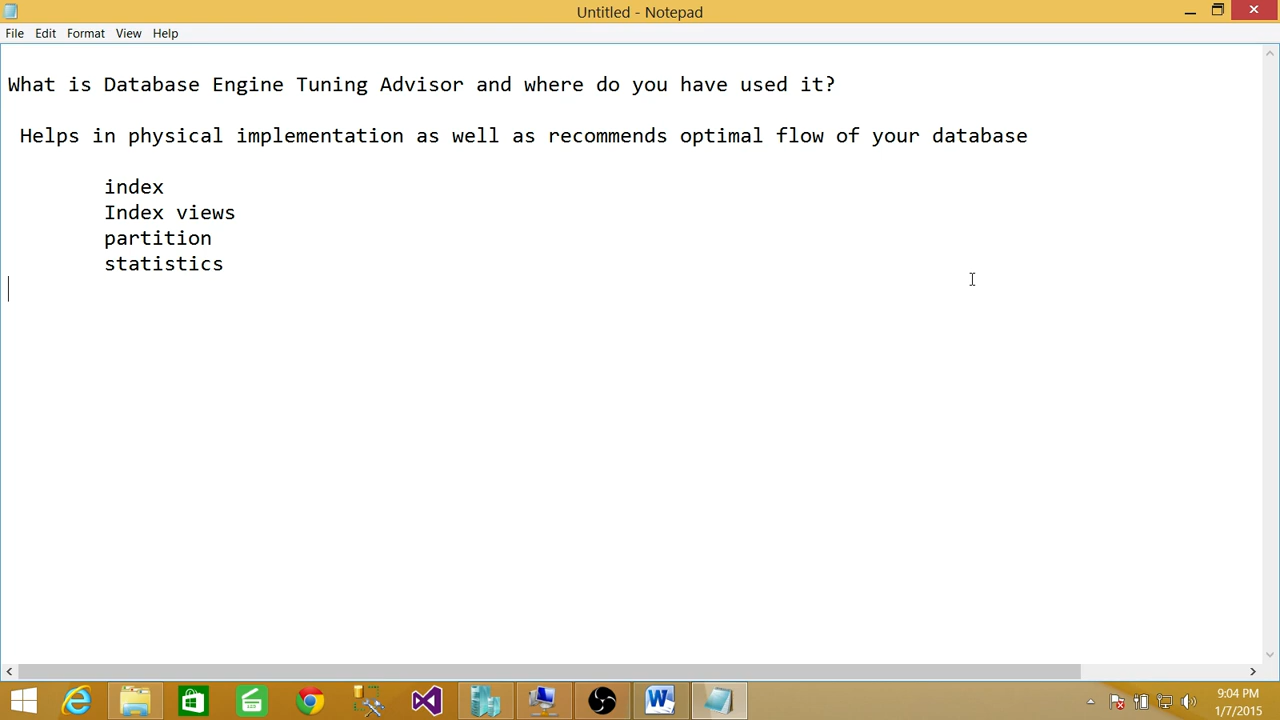 Untitled - Notepad
File Edit Format View Help
What is Database Engine Tuning Advisor and where do you have used it?
Helps in physical implementation as well as recommends optimal flow of your database
index
Index views
partition
statistics
9:04 PM
1/7/2015